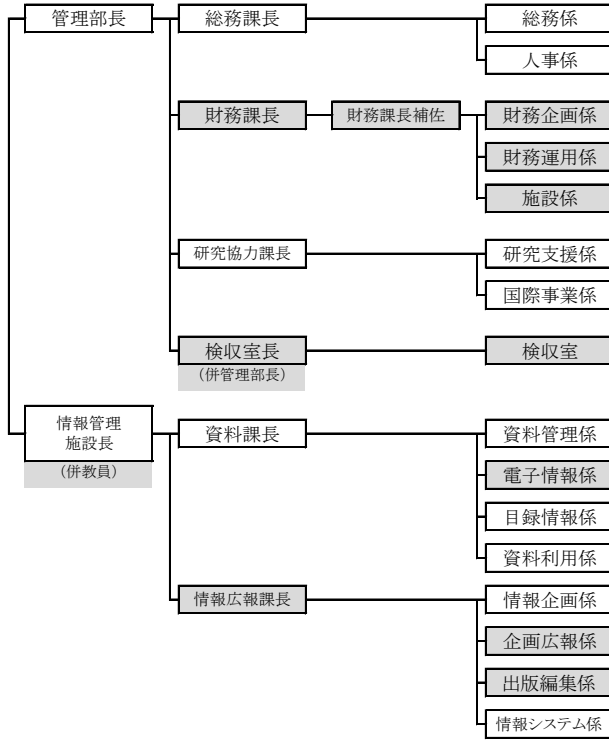 管理部長
総務課長
総務係
人事係
財務課長
財務課長補佐
財務企画係
財務運用係
施設係
研究協力課長
研究支援係
国際事業係
検収室長
(併管理部長)
検収室
情報管理
施設長
(併教員)
資料課長
資料管理係
電子情報係
目録情報係
資料利用係
情報広報課長
情報企画係
企画広報係
出版編集係
情報システム係